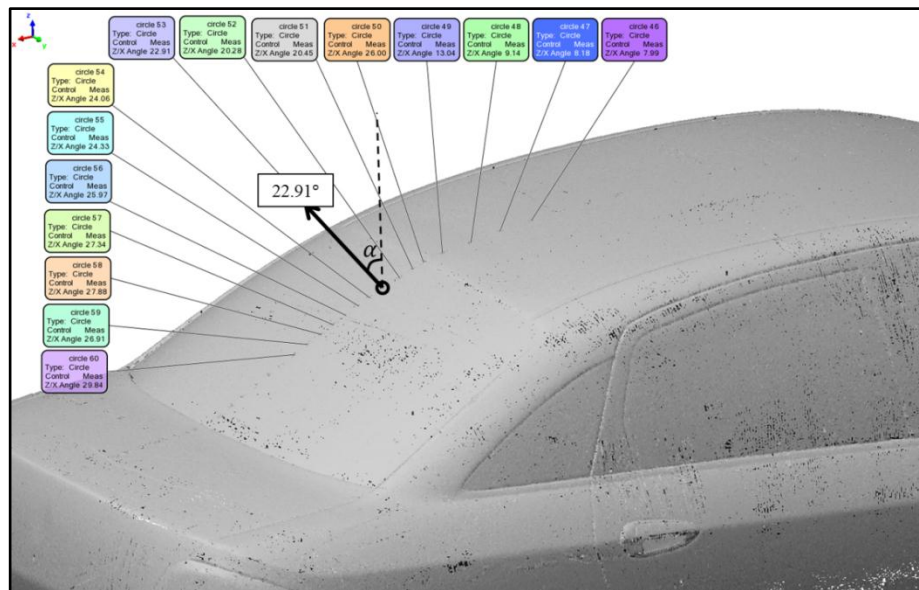 circle 53
Type: Circle
Control Meas
Z/X Angle 22.91
circle 52
Type: Circle
Control Meas
Z/X Angle 20.28
circle 51
Type: Circle
Control Meas
Z/X Angle 20.45
circle 50
Type: Circle
Control Meas
Z/X Angle 26.00
circle 49
Type: Circle
Control Meas
Z/X Angle 13.04
circle 48
Type: Circle
Control Meas
Z/X Angle 9.14
circle 47
Type: Circle
Control Meas
Z/X Angle 8.18
circle 46
Type: Circle
Control Meas
Z/X Angle 7.99
z
x
y
circle 54
Type: Circle
Control Meas
Z/X Angle 24.06
circle 55
Type: Circle
Control Meas
Z/X Angle 24.33
circle 56
Type: Circle
Control Meas
Z/X Angle 25.97
circle 57
Type: Circle
Control Meas
Z/X Angle 27.34
circle 58
Type: Circle
Control Meas
Z/X Angle 27.88
circle 59
Type: Circle
Control Meas
Z/X Angle 26.91
circle 60
Type: Circle
Control Meas
Z/X Angle 29.84
22.91°
α